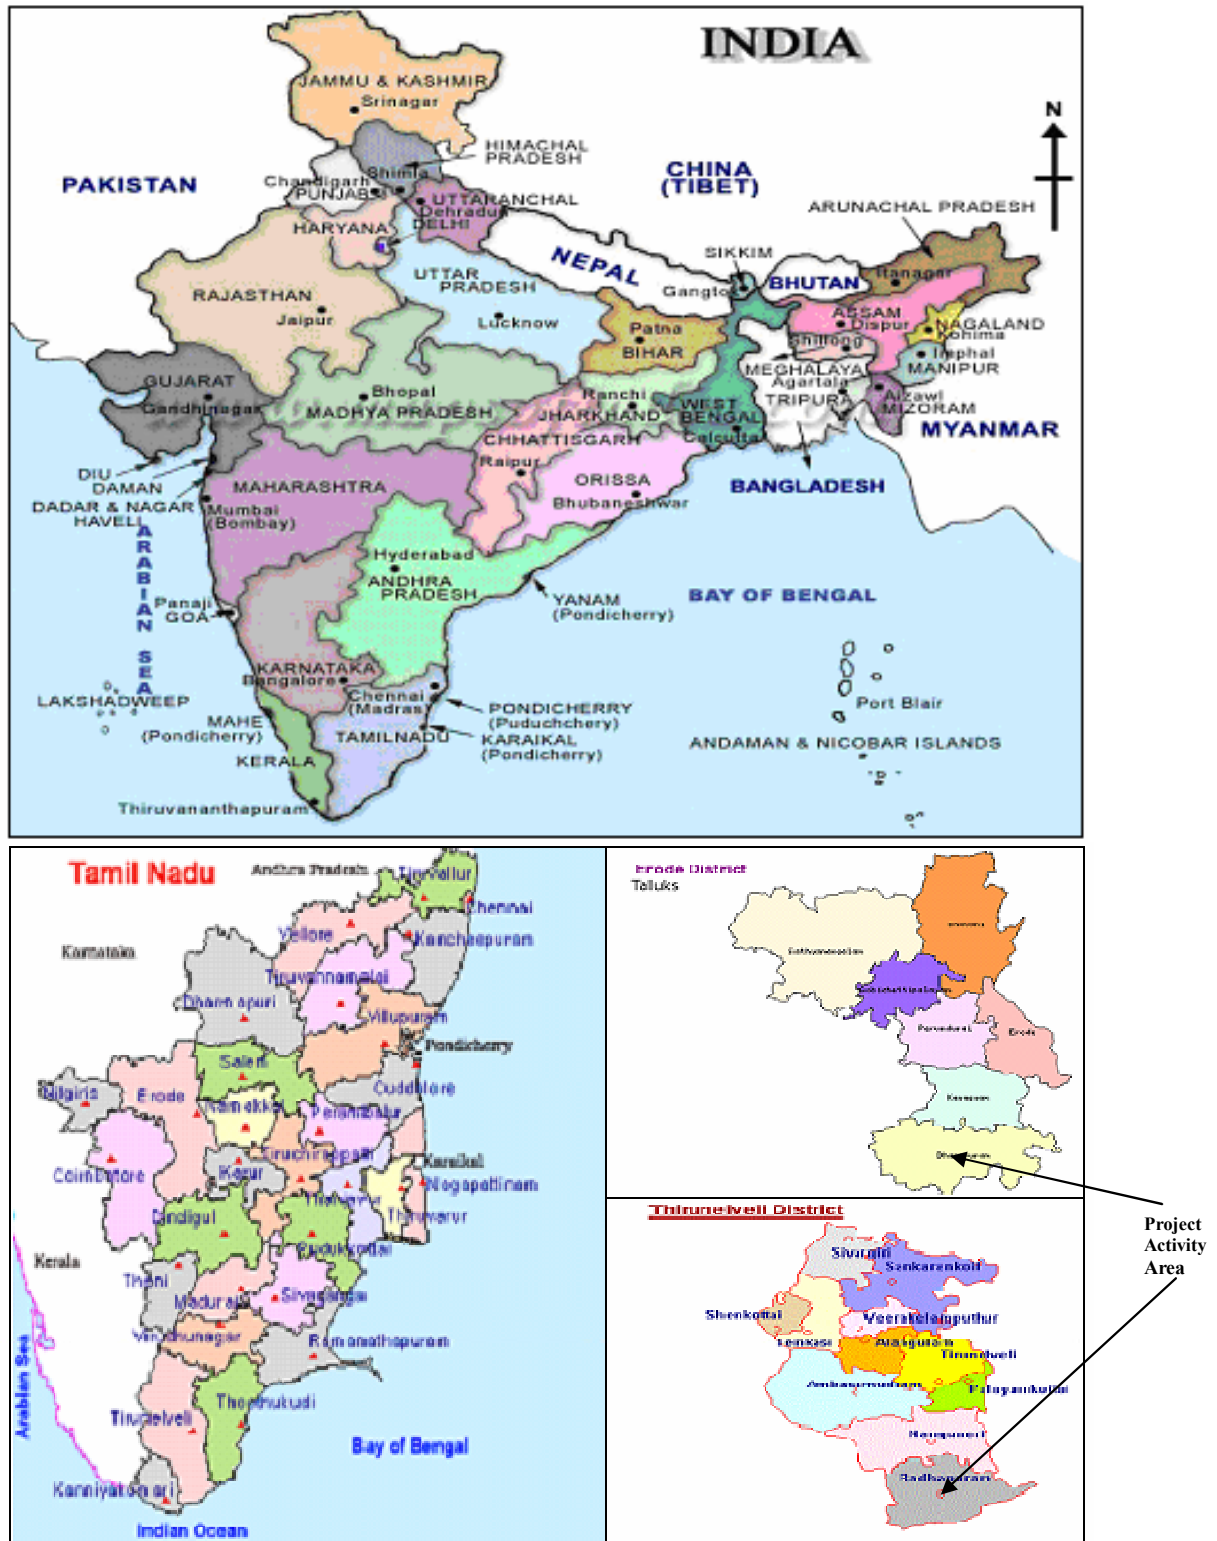 INDIA
JAMMU & KASHMIR
Srinagar
N
HIMACHAL
PRADESH
CHINA
(TIBET)
PAKISTAN
Shimla
Chandigarh
PUNJAB
UTTARANCHAL
Dehradun
ARUNACHAL PRADESH
HARYANA
DELHI
SIKKIM
NEPAL
UTTAR
PRADESH
Gangtok
BHUTAN
Itanagar
RAJASTHAN
Jaipur
Lucknow
Patna
BIHAR
ASSAM
Dispur
NAGALAND
Kohima
Shillong
Imphal
MANIPUR
MEGHALAYA
Agartala
TRIPURA
Aizawl
MIZORAM
GUJARAT
Gandhinagar
Bhopal
MADHYA PRADESH
Ranchi
JHARKHAND
WEST
BENGAL
Calcutta
MYANMAR
CHHATTISGARH
Raipur
DIU
DAMAN
DADAR & NAGAR
HAVELI
MAHARASHTRA
Mumbai
(Bombay)
ORISSA
Bhubaneshwar
BANGLADESH
ARABIAN SEA
Hyderabad
ANDHRA
PRADESH
Panaji
GOA
YANAM
(Pondicherry)
BAY OF BENGAL
KARNATAKA
Bangalore
LAKSHADWEEP
Chennai
(Madras)
PONDICHERRY
(Puduchchery)
Port Blair
MAHE
(Pondicherry)
TAMILNADU
KARAIKAL
(Pondicherry)
ANDAMAN & NICOBAR ISLANDS
KERALA
Thiruvananthapuram
Tamil Nadu
Andhra Pradesh
Tiruvallur
Chennai
Vellore
Kancheepuram
Karnataka
Tiruvannamalai
Dharmapuri
Villupuram
Pondicherry
Salem
Cuddalore
Nilgiris
Erode
Namakkal
Perambalur
Tiruchirappalli
Karur
Karaikal
Coimbatore
Nagapattinam
Thanjavur
Thiruvarur
Dindigul
Pudukkottai
Kerala
Theni
Madurai
Sivaganga
Virudhunagar
Ramanathapuram
Arabian Sea
Thoothukudi
Tirunelveli
Bay of Bengal
Kanniyakumari
Indian Ocean
Erode District
Talluks
Perundurai
Erode
Thirunelveli District
Sivagiri
Sankarankoil
Shenkottai
Tenkasi
Alangulam
Tirunelveli
Radhapuram
Project
Activity
Area